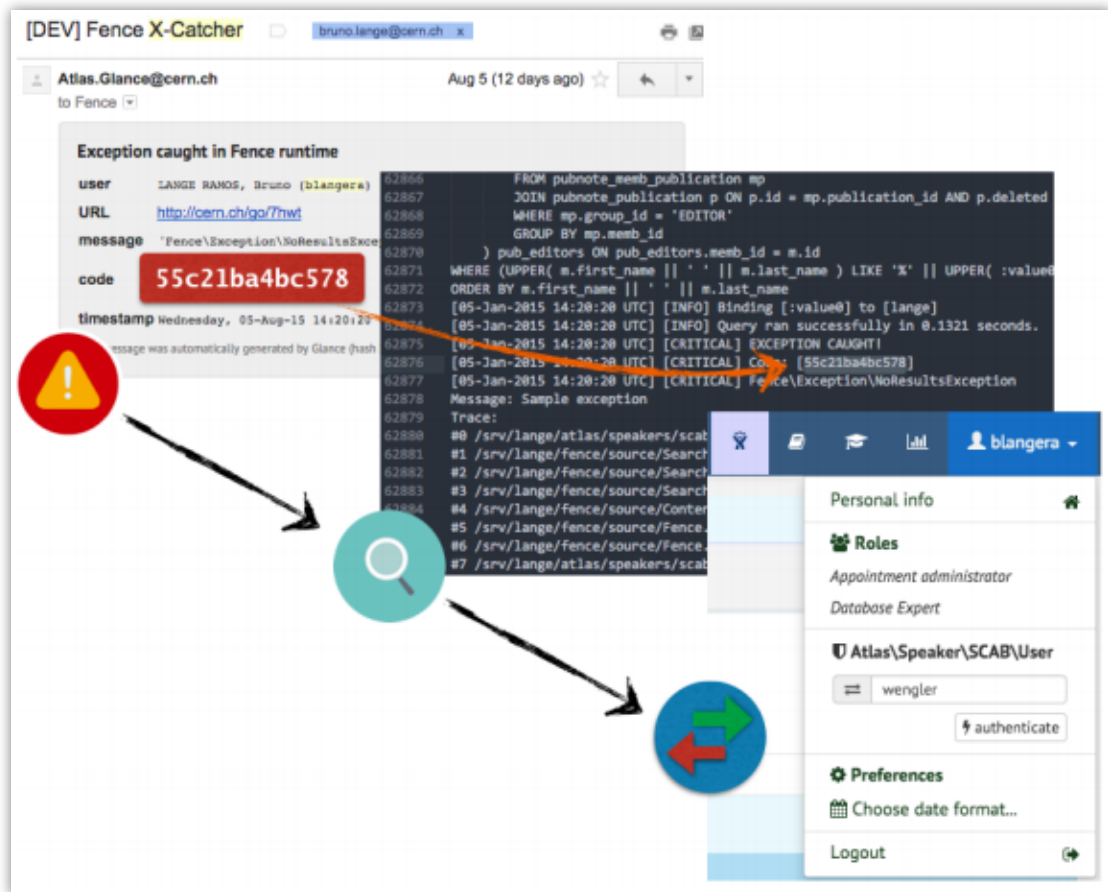 [DEV] Fence X-Catcher
bruno.lange@cern.ch x
Atlas.Glance@cern.ch
Aug 5 (12 days ago)
to Fence
Exception caught in Fence runtime
user LANGE RAMOS, Bruno (blangera)
URL http://cern.ch/go/7hwt
message 'Fence\Exception\NoResultsExce
code 55c21ba4bc578
timestamp Wednesday, 05-Aug-15 14:20:20
essage was automatically generated by Glance (hash
62866 FROM pubnote_memb_publication mp
62867 JOIN pubnote_publication p ON p.id = mp.publication_id AND p.deleted
62868 WHERE mp.group_id = 'EDITOR'
62869 GROUP BY mp.memb_id
62870 ) pub_editors ON pub_editors.memb_id = m.id
62871 WHERE (UPPER( m.first_name || ' ' || m.last_name ) LIKE '%' || UPPER( :value0
62872 ORDER BY m.first_name || ' ' || m.last_name
62873 [05-Jan-2015 14:20:20 UTC] [INFO] Binding [:value0] to [lange]
62874 [05-Jan-2015 14:20:20 UTC] [INFO] Query ran successfully in 0.1321 seconds.
62875 [05-Jan-2015 14:20:20 UTC] [CRITICAL] EXCEPTION CAUGHT!
62876 [05-Jan-2015 14:20:20 UTC] [CRITICAL] Code: [55c21ba4bc578]
62877 [05-Jan-2015 14:20:20 UTC] [CRITICAL] Fence\Exception\NoResultsException
62878 Message: Sample exception
62879 Trace:
62880 #0 /srv/lange/atlas/speakers/scab
62881 #1 /srv/lange/fence/source/Search
62882 #2 /srv/lange/fence/source/Search
62883 #3 /srv/lange/fence/source/Search
62884 #4 /srv/lange/fence/source/Conten
#5 /srv/lange/fence/source/Fence.
#6 /srv/lange/fence/source/Fence.
#7 /srv/lange/atlas/speakers/scab
blangera
Personal info
Roles
Appointment administrator
Database Expert
Atlas\Speaker\SCAB\User
wengler
authenticate
Preferences
Choose date format...
Logout